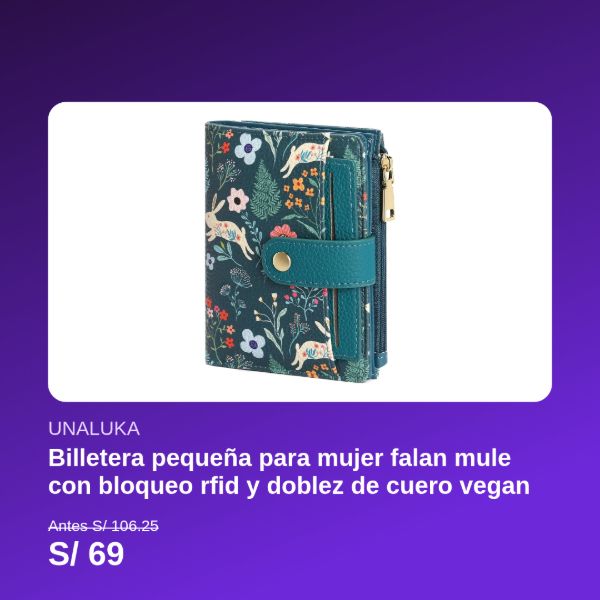 UNALUKA
Billetera pequeña para mujer falan mule
con bloqueo rfid y doblez de cuero vegan
Antes S/ 106.25
S/ 69